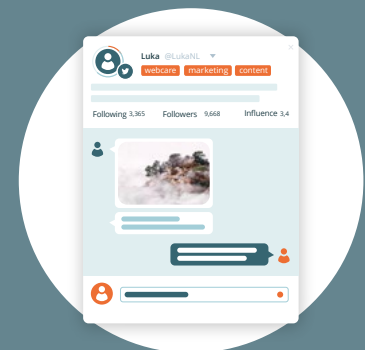 Luka @LukaNL
webcare marketing content
Following 3,365 Followers 9,668 Influence 3,4